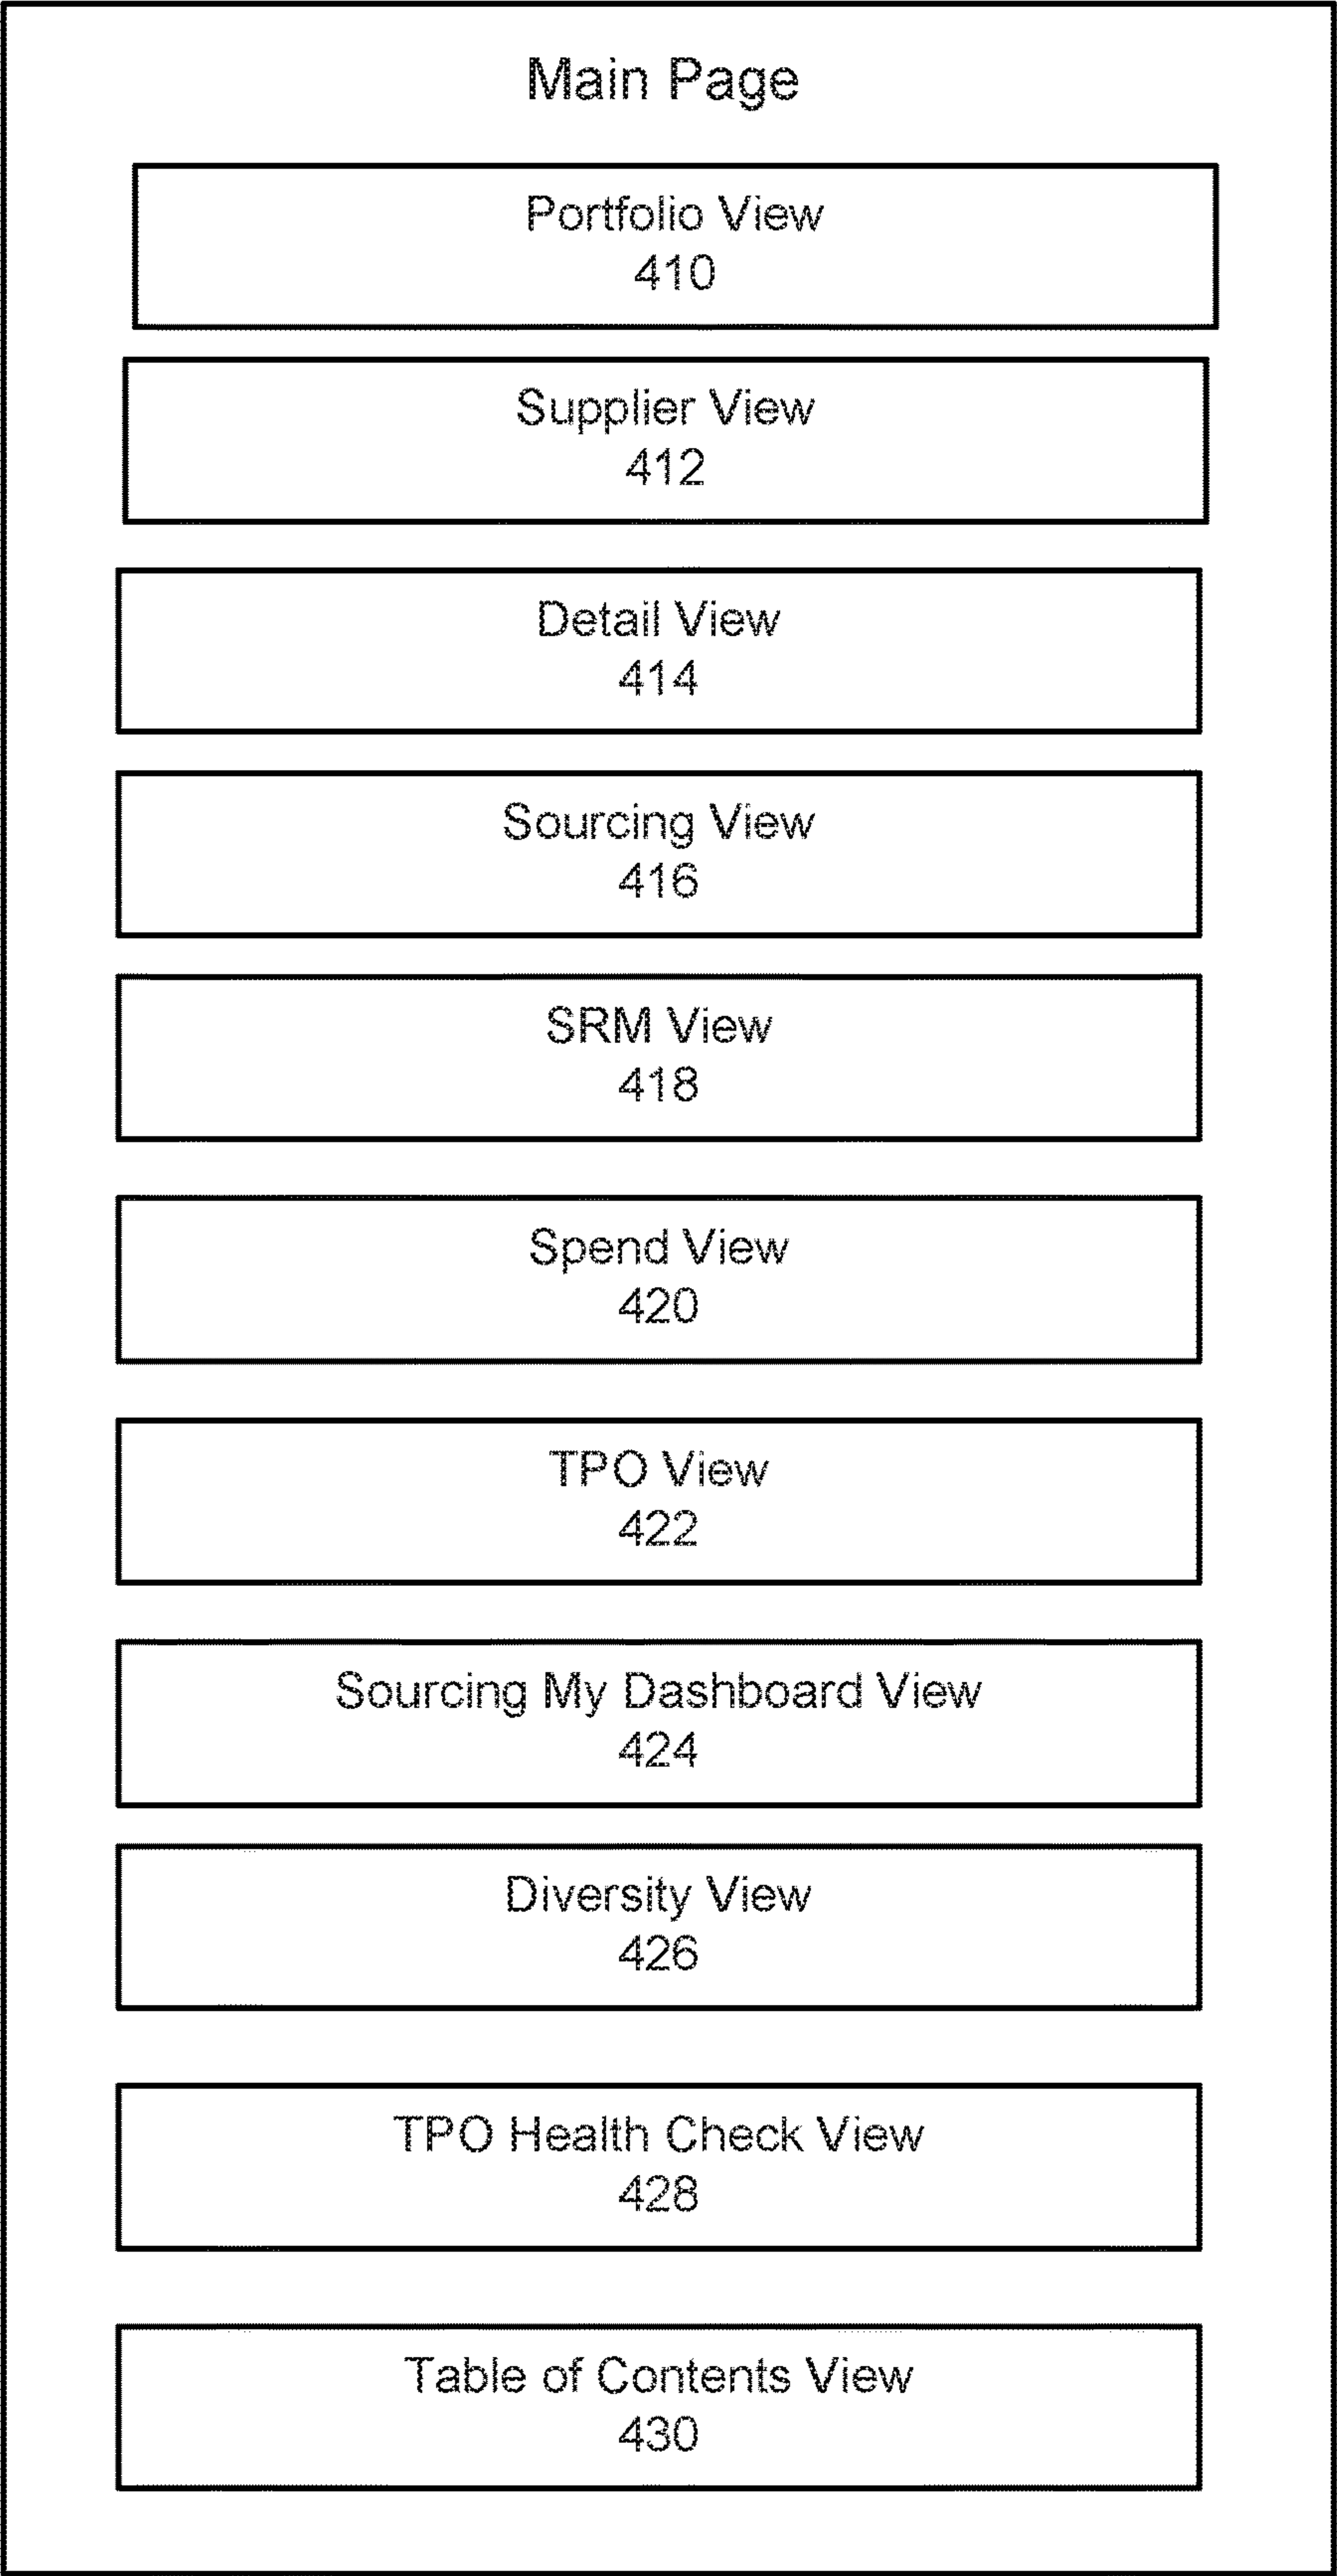 Main Page
Portfolio View
410
Supplier View
412
Detail View
414
Sourcing View
416
SRM View
418
Spend View
420
TPO View
422
Sourcing My Dashboard View
424
Diversity View
426
TPO Health Check View
428
Table of Contents View
430